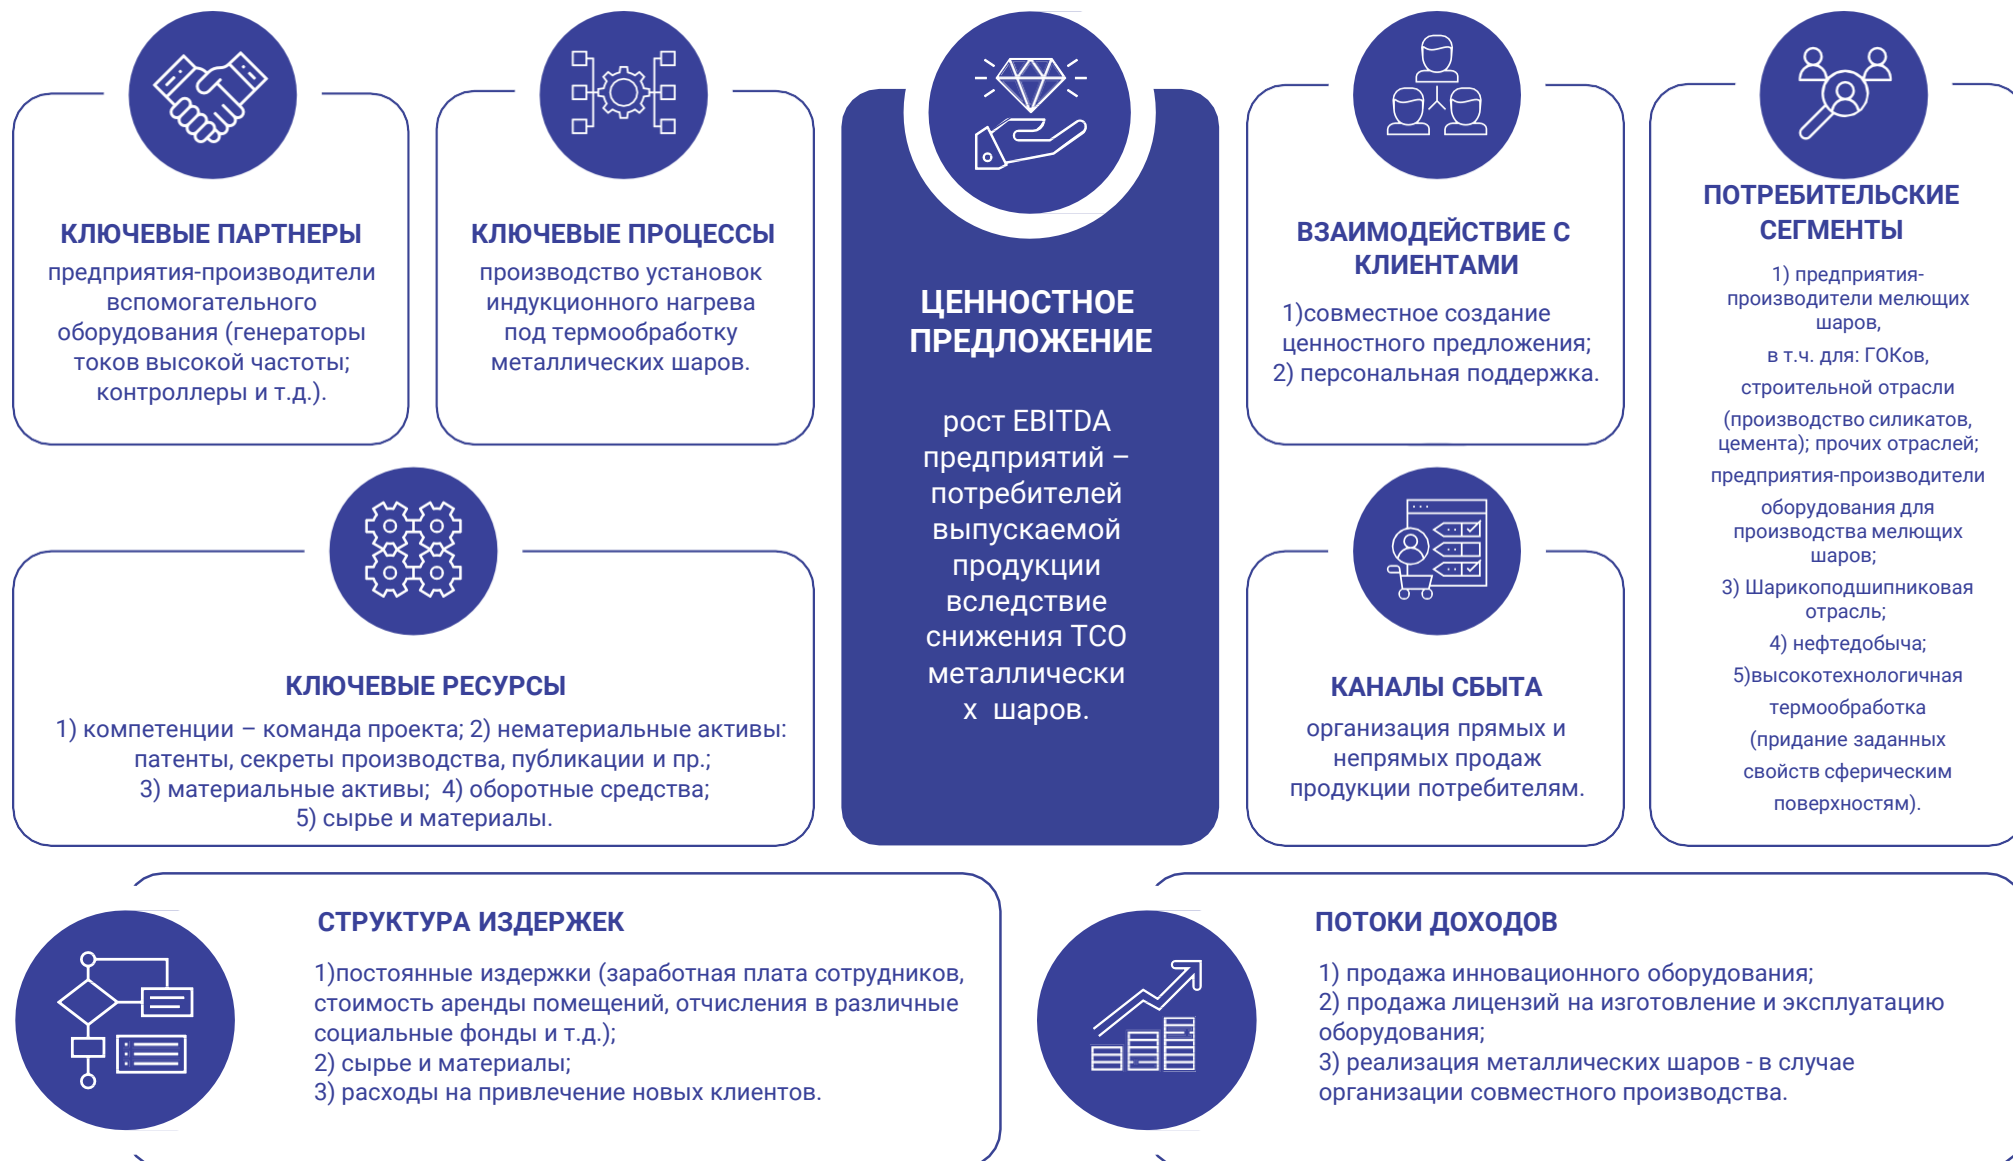 КЛЮЧЕВЫЕ ПАРТНЕРЫ
предприятия-производители
вспомогательного
оборудования (генераторы
токов высокой частоты;
контроллеры и т.д.).
КЛЮЧЕВЫЕ ПРОЦЕССЫ
производство установок
индукционного нагрева
под термообработку
металлических шаров.
КЛЮЧЕВЫЕ РЕСУРСЫ
1) компетенции – команда проекта; 2) нематериальные активы:
патенты, секреты производства, публикации и пр.;
3) материальные активы; 4) оборотные средства;
5) сырье и материалы.
ЦЕННОСТНОЕ
ПРЕДЛОЖЕНИЕ
рост EBITDA
предприятий –
потребителей
выпускаемой
продукции
вследствие
снижения ТСО
металлически
х шаров.
ВЗАИМОДЕЙСТВИЕ С
КЛИЕНТАМИ
1)совместное создание
ценностного предложения;
2) персональная поддержка.
КАНАЛЫ СБЫТА
организация прямых и
непрямых продаж
продукции потребителям.
ПОТРЕБИТЕЛЬСКИЕ
СЕГМЕНТЫ
1) предприятия-
производители мелющих
шаров,
в т.ч. для: ГОКов,
строительной отрасли
(производство силикатов,
цемента); прочих отраслей;
предприятия-производители
оборудования для
производства мелющих
шаров;
3) Шарикоподшипниковая
отрасль;
4) нефтедобыча;
5)высокотехнологичная
термообработка
(придание заданных
свойств сферическим
поверхностям).
СТРУКТУРА ИЗДЕРЖЕК
1)постоянные издержки (заработная плата сотрудников,
стоимость аренды помещений, отчисления в различные
социальные фонды и т.д.);
2) сырье и материалы;
3) расходы на привлечение новых клиентов.
ПОТОКИ ДОХОДОВ
1) продажа инновационного оборудования;
2) продажа лицензий на изготовление и эксплуатацию
оборудования;
3) реализация металлических шаров - в случае
организации совместного производства.